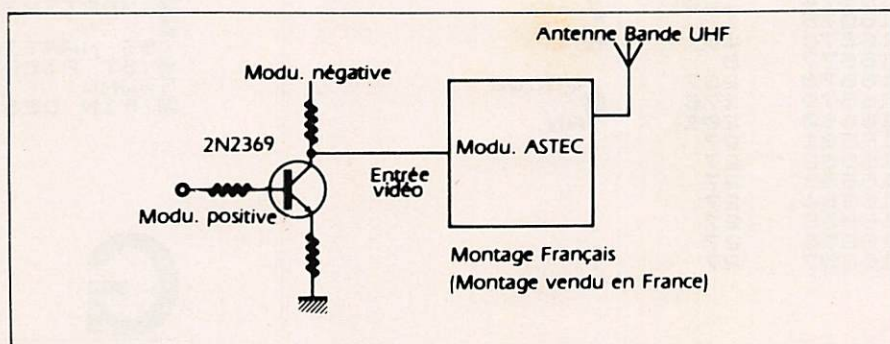 Antenne Bande UHF
Modu. négative
2N2369
Modu. ASTEC
Entrée
vidéo
Modu. positive
Montage Français
(Montage vendu en France)